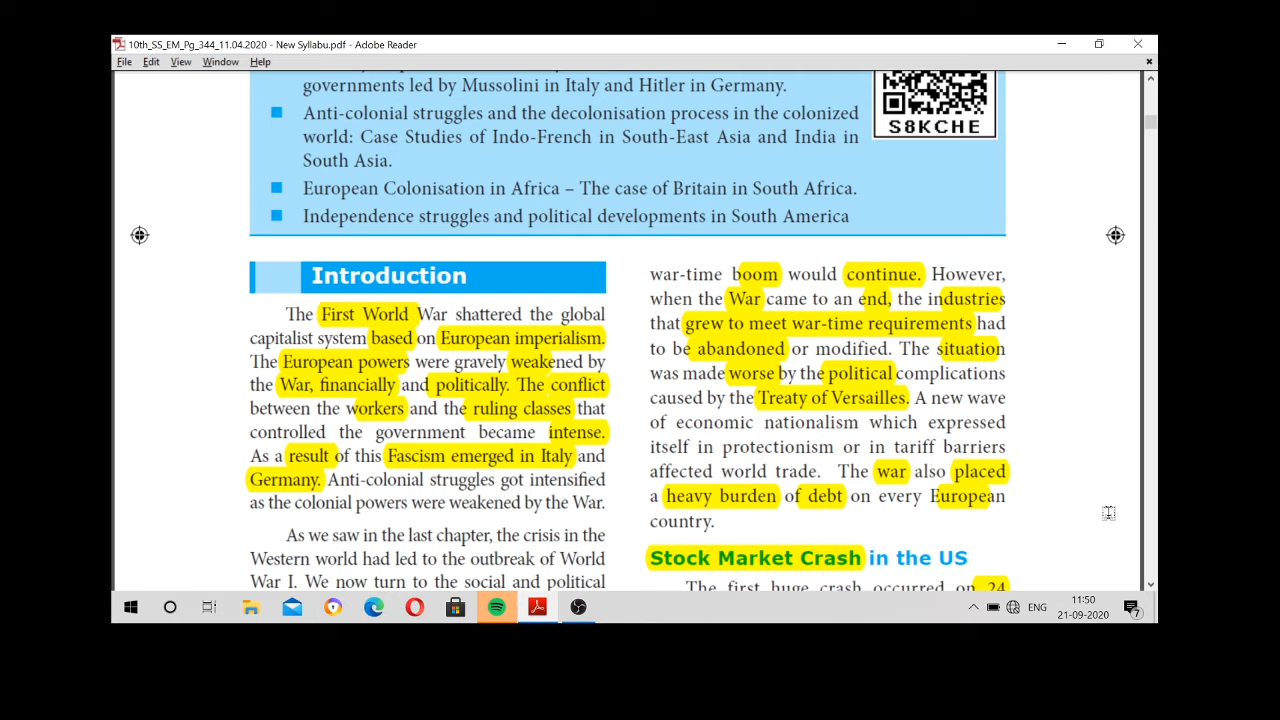 10th_SS_EM_Pg_344_11.04.2020 - New Syllabu.pdf - Adobe Reader
File Edit View Window Help
governments led by Mussolini in Italy and Hitler in Germany.
Anti-colonial struggles and the decolonisation process in the colonized
world: Case Studies of Indo-French in South-East Asia and India in
South Asia.
European Colonisation in Africa – The case of Britain in South Africa.
Independence struggles and political developments in South America
S8KCHE
Introduction
The First World War shattered the global
capitalist system based on European imperialism.
The European powers were gravely weakened by
the War, financially and politically. The conflict
between the workers and the ruling classes that
controlled the government became intense.
As a result of this Fascism emerged in Italy and
Germany. Anti-colonial struggles got intensified
as the colonial powers were weakened by the War.
As we saw in the last chapter, the crisis in the
Western world had led to the outbreak of World
War I. We now turn to the social and political
war-time boom would continue. However,
when the War came to an end, the industries
that grew to meet war-time requirements had
to be abandoned or modified. The situation
was made worse by the political complications
caused by the Treaty of Versailles. A new wave
of economic nationalism which expressed
itself in protectionism or in tariff barriers
affected world trade. The war also placed
a heavy burden of debt on every European
country.
Stock Market Crash in the US
The first huge crash occurred on 24
ENG
11:50
21-09-2020
7